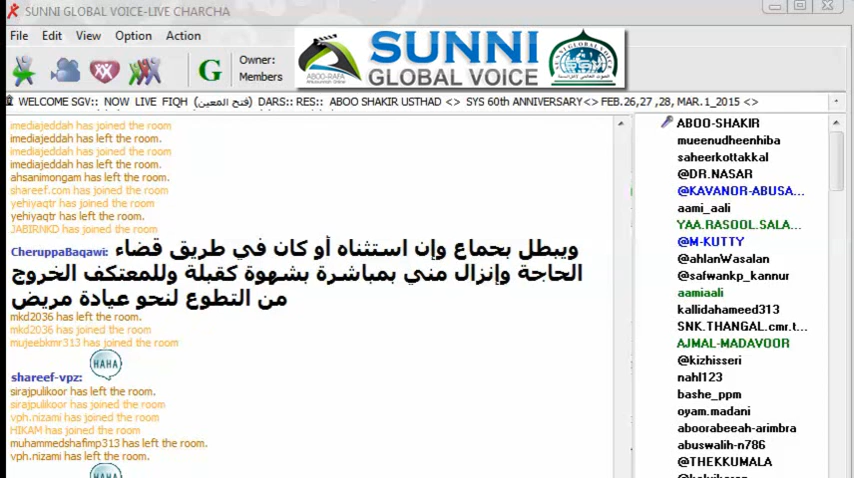 SUNNI GLOBAL VOICE-LIVE CHARCHA
File Edit View Option Action
G
Owner:
Members
ABOO-RAFA
SUNNI
GLOBAL VOICE
SUNNI GLOBAL VOICE
WELCOME SGV:: NOW LIVE FIQH (فتح المعين) DARS:: RES:: ABOO SHAKIR USTHAD <> SYS 60th ANNIVERSARY<> FEB.26,27 ,28, MAR.1_2015 <>
imediajeddah has joined the room
imediajeddah has left the room.
imediajeddah has joined the room
imediajeddah has left the room.
ahsanimongam has left the room.
shareef.com has joined the room
yehiyaqtr has joined the room
yehiyaqtr has left the room.
JABIRNKD has joined the room
CheruppaBaqawi: ويبطل بجماع وإن استثناه أو كان في طريق قضاء
الحاجة وإنزال مني بمباشرة بشهوة كقبلة وللمعتكف الخروج
من التطوع لنحو عيادة مريض
mkd2036 has left the room.
mkd2036 has joined the room
mujeebkmr313 has joined the room
HAHA
shareef-vpz:
sirajpulikoor has left the room.
sirajpulikoor has joined the room
vph.nizami has joined the room
HIKAM has joined the room
muhammedshafimp313 has left the room.
vph.nizami has left the room.
HAHA
ABOO-SHAKIR
mueenudheenhiba
saheerkottakkal
@DR.NASAR
@KAVANOR-ABUSA...
aami_aali
YAA.RASOOL.SALA...
@M-KUTTY
@ahlanWasalan
@safwankp_kannur
aamiaali
kallidahameed313
SNK.THANGAL.cmr.t...
AJMAL-MADAVOOR
@kizhisseri
nahl123
bashe_ppm
oyam.madani
aboorabeeah-arimbra
abuswalih-n786
@THEKKUMALA